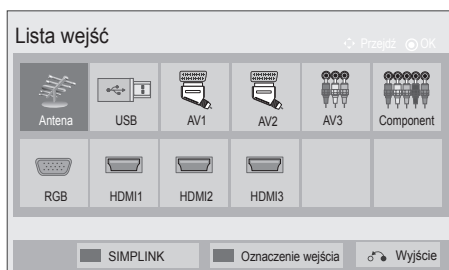 Lista wejść
Przejdź OK
Antena USB AV1 AV2 AV3 Component
RGB HDMI1 HDMI2 HDMI3
SIMPLINK Oznaczenie wejścia Wyjście